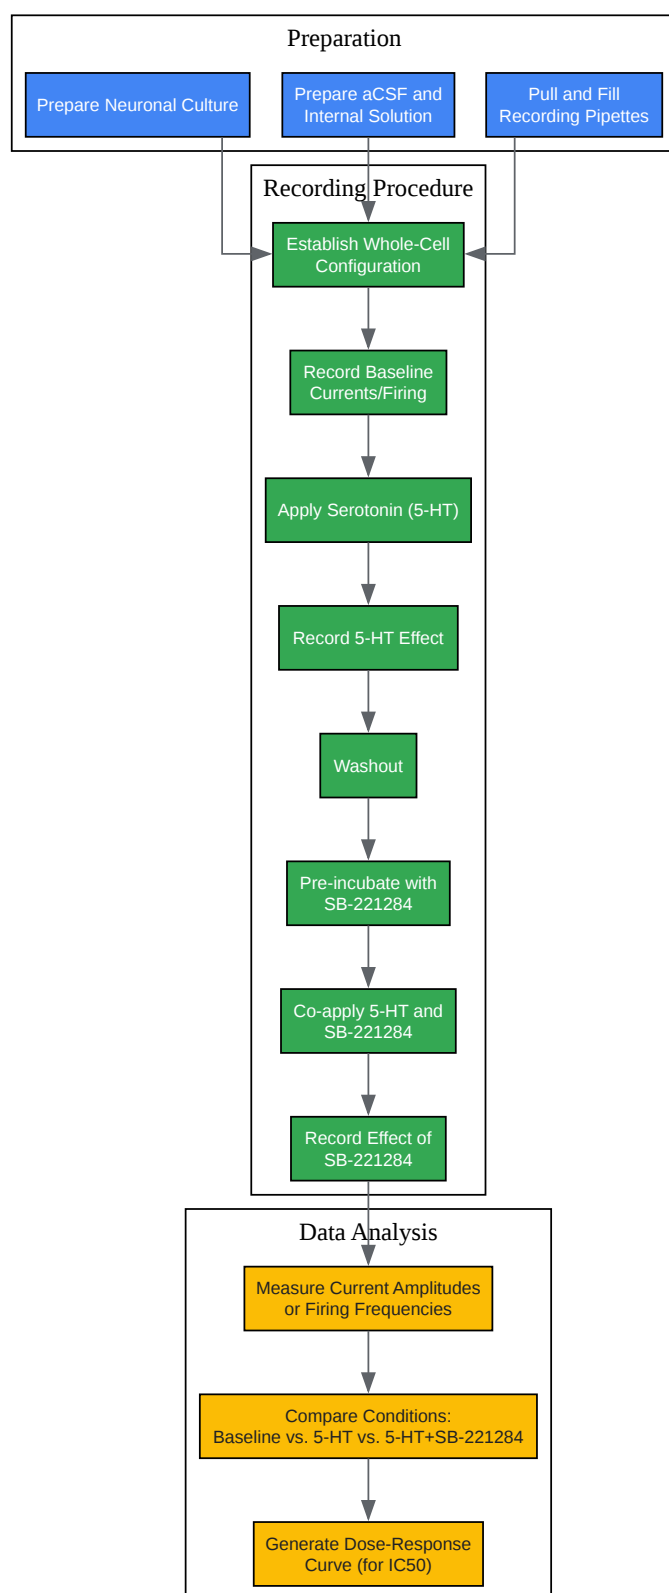 Preparation
Prepare Neuronal Culture
Prepare aCSF and
Internal Solution
Pull and Fill
Recording Pipettes
Recording Procedure
Establish Whole-Cell
Configuration
Record Baseline
Currents/Firing
Apply Serotonin (5-HT)
Record 5-HT Effect
Washout
Pre-incubate with
SB-221284
Co-apply 5-HT and
SB-221284
Record Effect of
SB-221284
Data Analysis
Measure Current Amplitudes
or Firing Frequencies
Compare Conditions:
Baseline vs. 5-HT vs. 5-HT+SB-221284
Generate Dose-Response
Curve (for IC50)